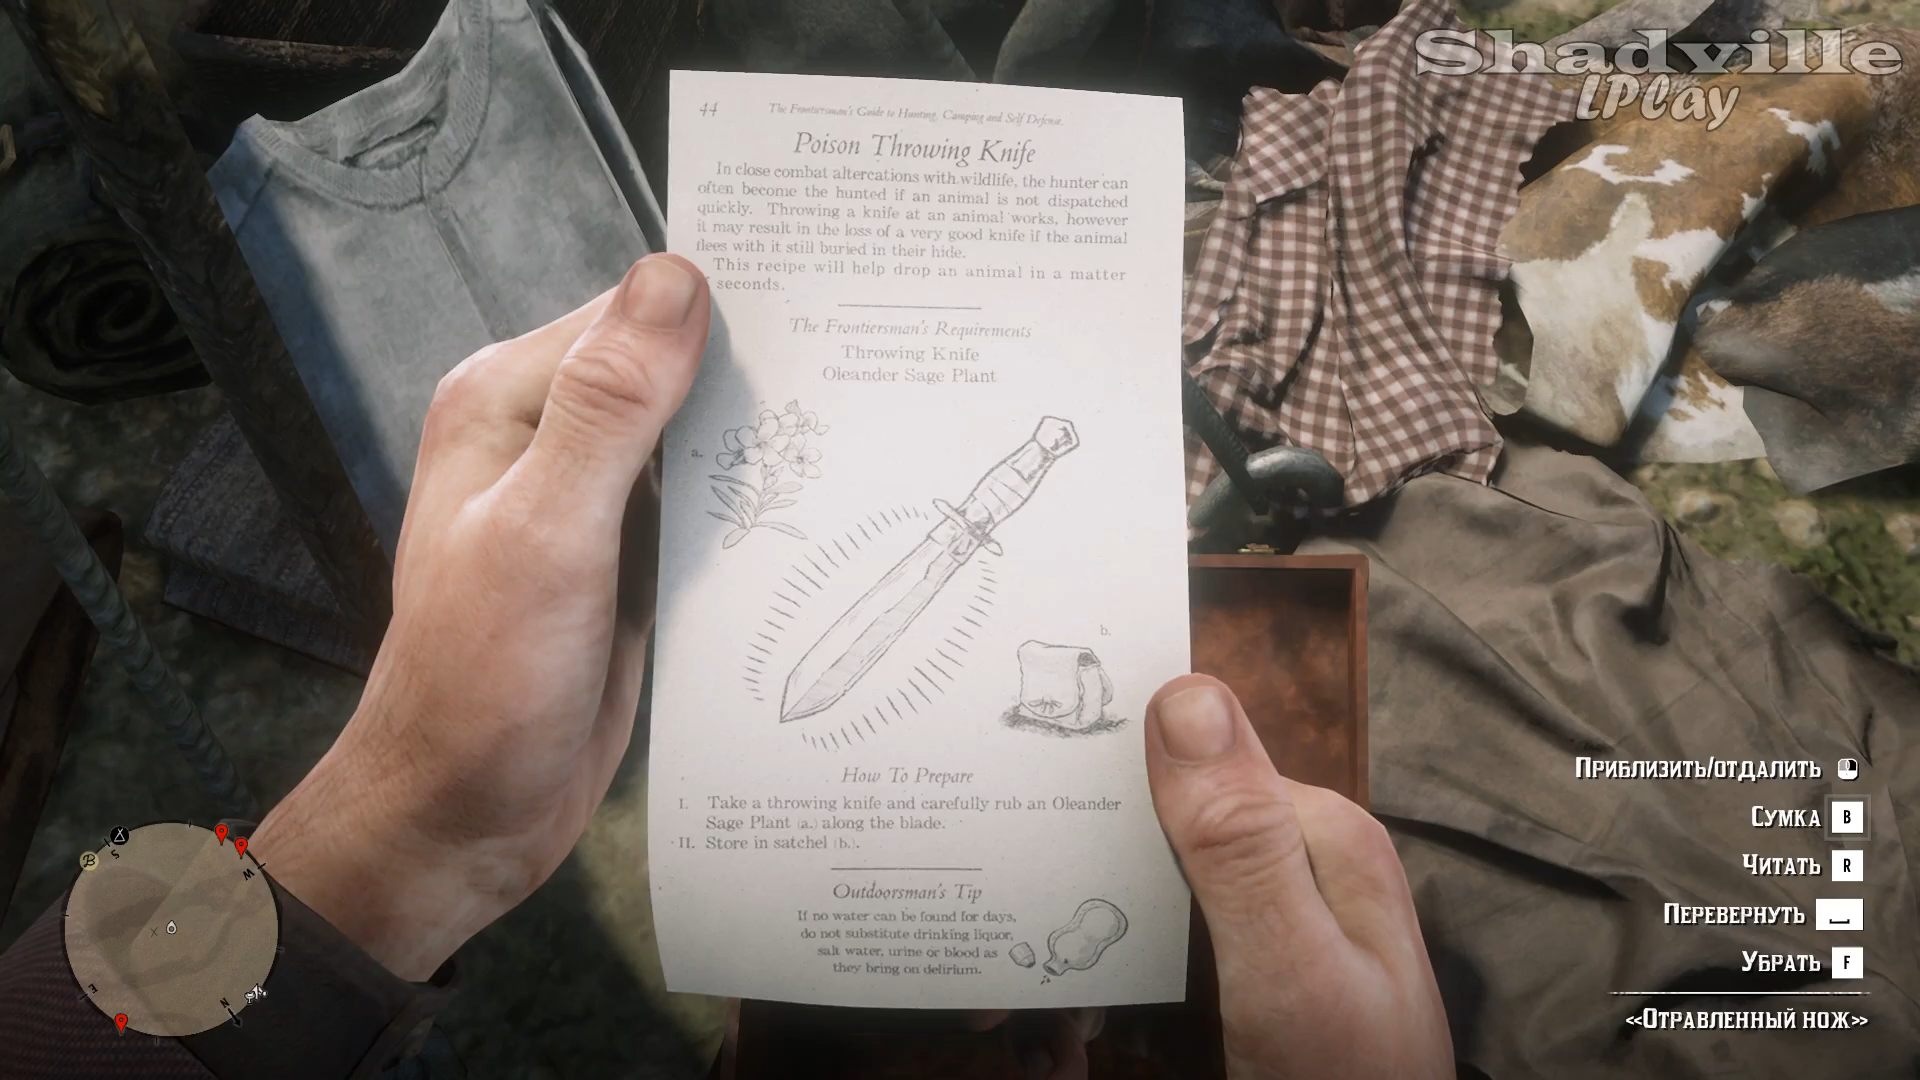 Shadville
LPlay
44 The Frontiersman's Guide to Hunting, Camping and Self Defense.
Poison Throwing Knife
In close combat altercations with wildlife, the hunter can
often become the hunted if an animal is not dispatched
quickly. Throwing a knife at an animal works, however
it may result in the loss of a very good knife if the animal
flees with it still buried in their hide.
This recipe will help drop an animal in a matter
seconds.
The Frontiersman's Requirements
Throwing Knife
Oleander Sage Plant
a.
b.
How To Prepare
I. Take a throwing knife and carefully rub an Oleander
Sage Plant (a.) along the blade.
II. Store in satchel (b.).
Outdoorsman's Tip
If no water can be found for days,
do not substitute drinking liquor,
salt water, urine or blood as
they bring on delirium.
Приблизить/отдалить
Сумка B
Читать R
Перевернуть
Убрать F
«Отравленный нож»
B
S
W
E
N